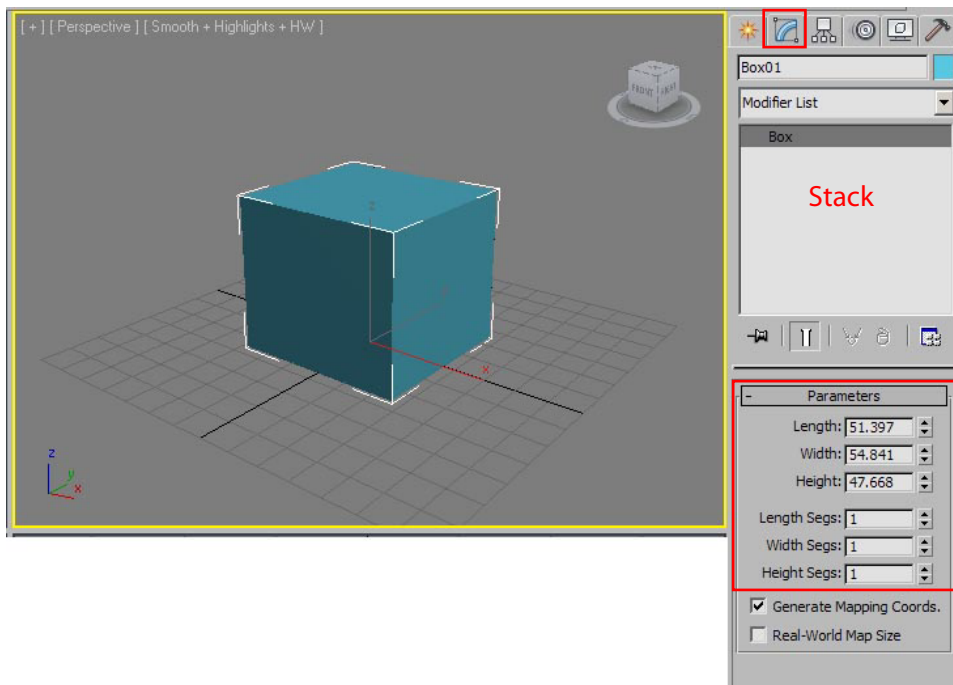 [ + ] [ Perspective ] [ Smooth + Highlights + HW ]
FRONT
Box01
Modifier List
Box
Stack
z
x
z
y
x
- Parameters
Length: 51.397
Width: 54.841
Height: 47.668
Length Segs: 1
Width Segs: 1
Height Segs: 1
Generate Mapping Coords.
Real-World Map Size